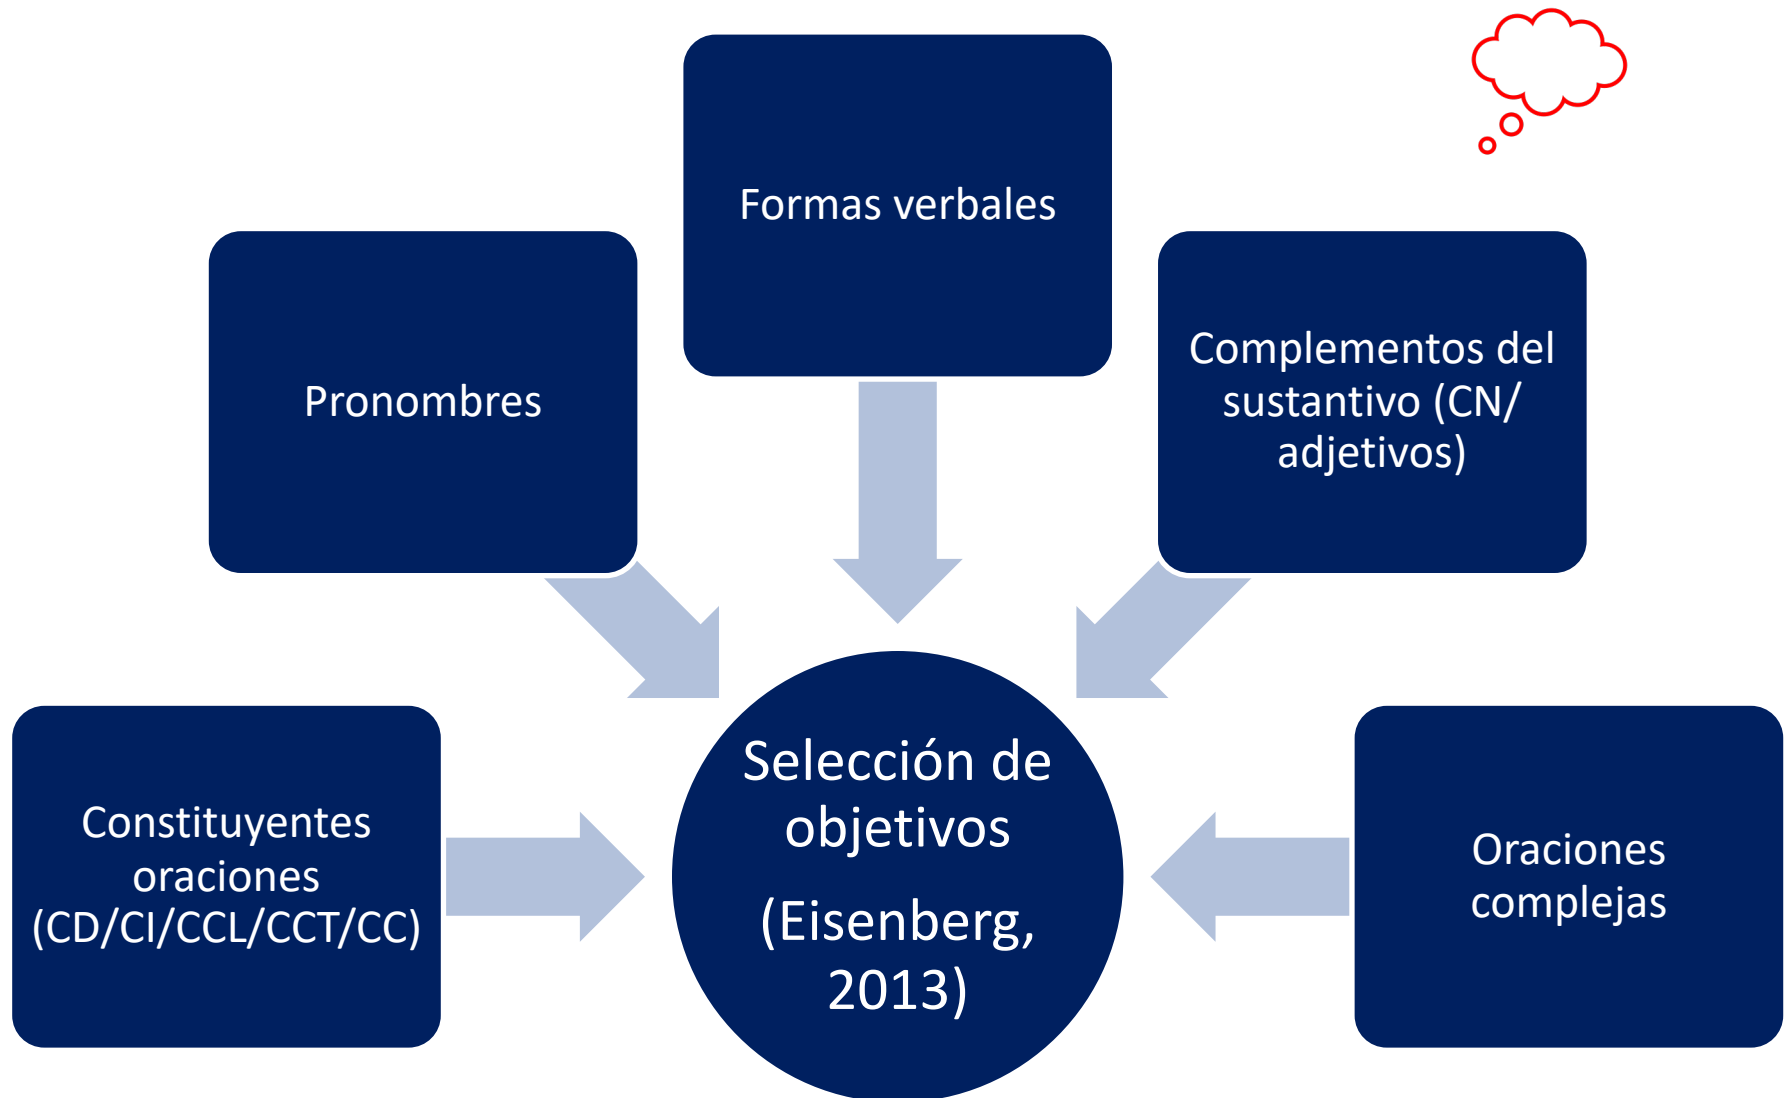 Formas verbales
Pronombres
Complementos del
sustantivo (CN/
adjetivos)
Constituyentes
oraciones
(CD/CI/CCL/CCT/CC)
Selección de
objetivos
(Eisenberg,
2013)
Oraciones
complejas